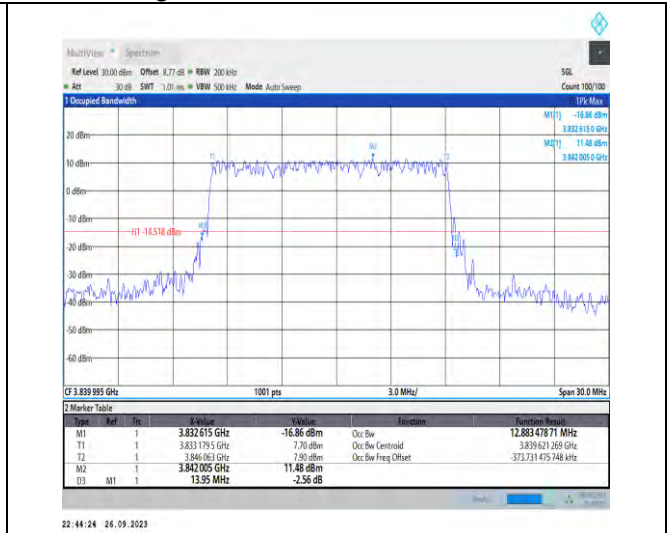 MultiView Spectrum
Ref Level 30.00 dBm Offset 8.77 dB RBW 200 kHz SGL
Att 30 dB SWT 1.01 ms VBW 500 kHz Mode Auto Sweep Count 100/100
1 Occupied Bandwidth 1Pk Max
M1[1] -16.86 dBm
3.832 615 0 GHz
M2[1] 11.48 dBm
3.842 005 0 GHz
20 dBm
10 dBm
0 dBm
-10 dBm
H1 -14.518 dBm
-20 dBm
-30 dBm
-40 dBm
-50 dBm
-60 dBm
T1
M2
T2
M1
D3
CF 3.839 995 GHz 1001 pts 3.0 MHz/ Span 30.0 MHz
2 Marker Table
Type Ref Trc X-Value Y-Value Function Function Result
M1 1 3.832 615 GHz -16.86 dBm Occ Bw 12.883 478 71 MHz
T1 1 3.833 179 5 GHz 7.70 dBm Occ Bw Centroid 3.839 621 269 GHz
T2 1 3.846 063 GHz 7.90 dBm Occ Bw Freq Offset -373.731 475 748 kHz
M2 1 3.842 005 GHz 11.48 dBm
D3 M1 1 13.95 MHz -2.56 dB
22:44:24 26.09.2023